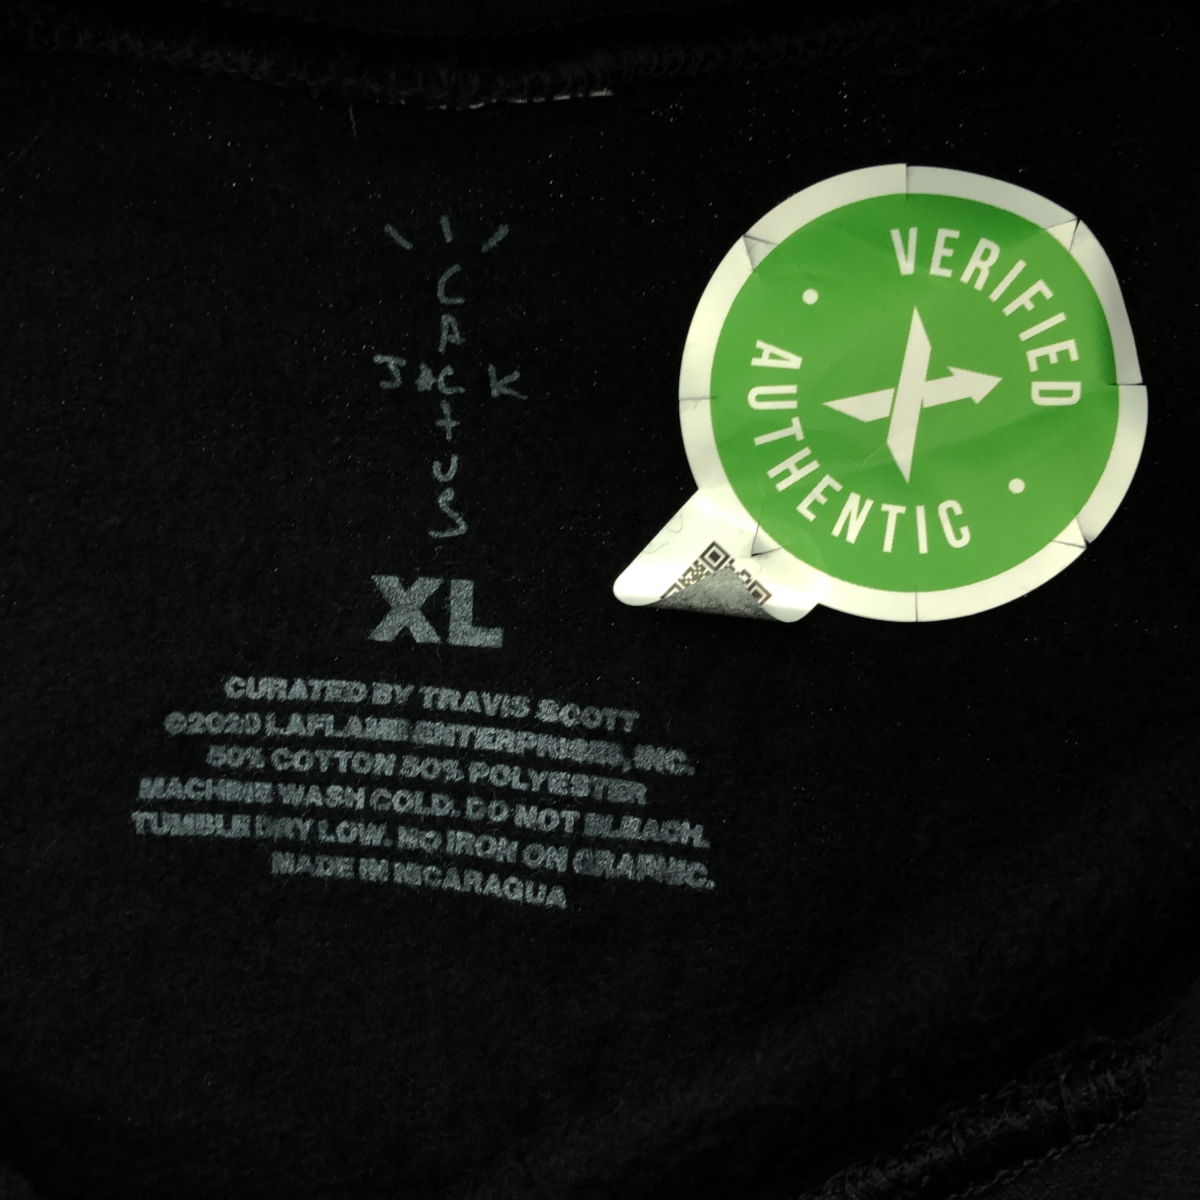 CACTUS
JACK
XL
CURATED BY TRAVIS SCOTT
©2020 LAFLAME ENTERPRISES, INC.
50% COTTON 50% POLYESTER
MACHINE WASH COLD. DO NOT BLEACH.
TUMBLE DRY LOW. NO IRON ON GRAPHIC.
MADE IN NICARAGUA
VERIFIED
AUTHENTIC